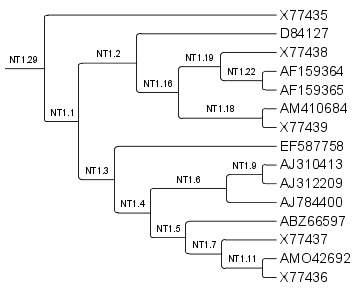 X77435
D84127
NT1.29
NT1.2
NT1.19
X77438
NT1.22
AF159364
NT1.16
AF159365
NT1.1
NT1.18
AM410684
X77439
EF587758
NT1.3
NT1.9
AJ310413
NT1.6
AJ312209
NT1.4
AJ784400
NT1.5
ABZ66597
NT1.7
X77437
NT1.11
AMO42692
X77436